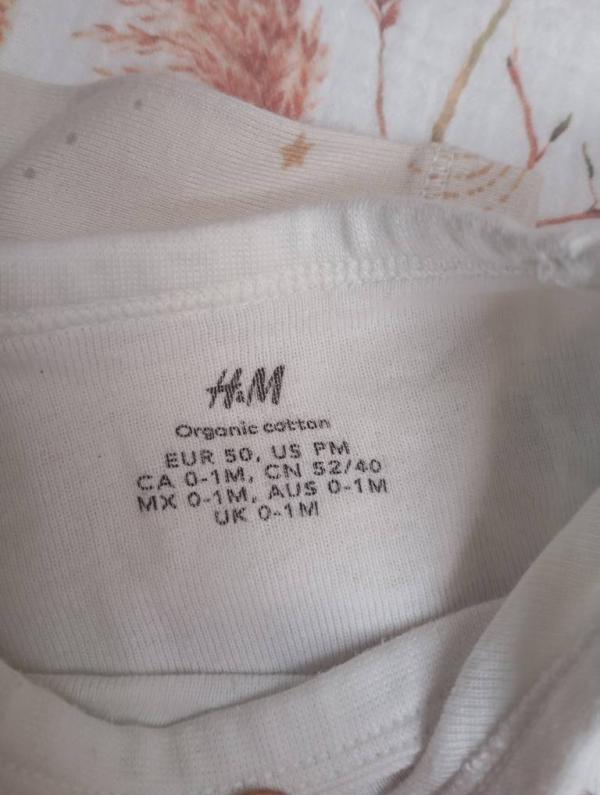 H&M
Organic cotton
EUR 50, US PM
CA 0-1M, CN 52/40
MX 0-1M, AUS 0-1M
UK 0-1M